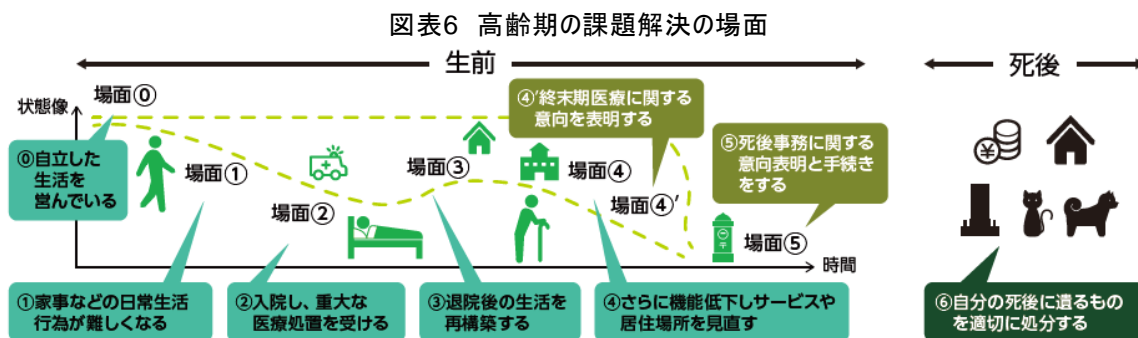 図表6 高齢期の課題解決の場面
生前
死後
状態像
場面⓪
⓪自立した
生活を
営んでいる
場面①
場面②
場面③
場面④
④'終末期医療に関する
意向を表明する
場面④'
⑤死後事務に関する
意向表明と手続き
をする
場面⑤
時間
①家事などの日常生活
行為が難しくなる
②入院し、重大な
医療処置を受ける
③退院後の生活を
再構築する
④さらに機能低下しサービスや
居住場所を見直す
¥
⑥自分の死後に遺るもの
を適切に処分する